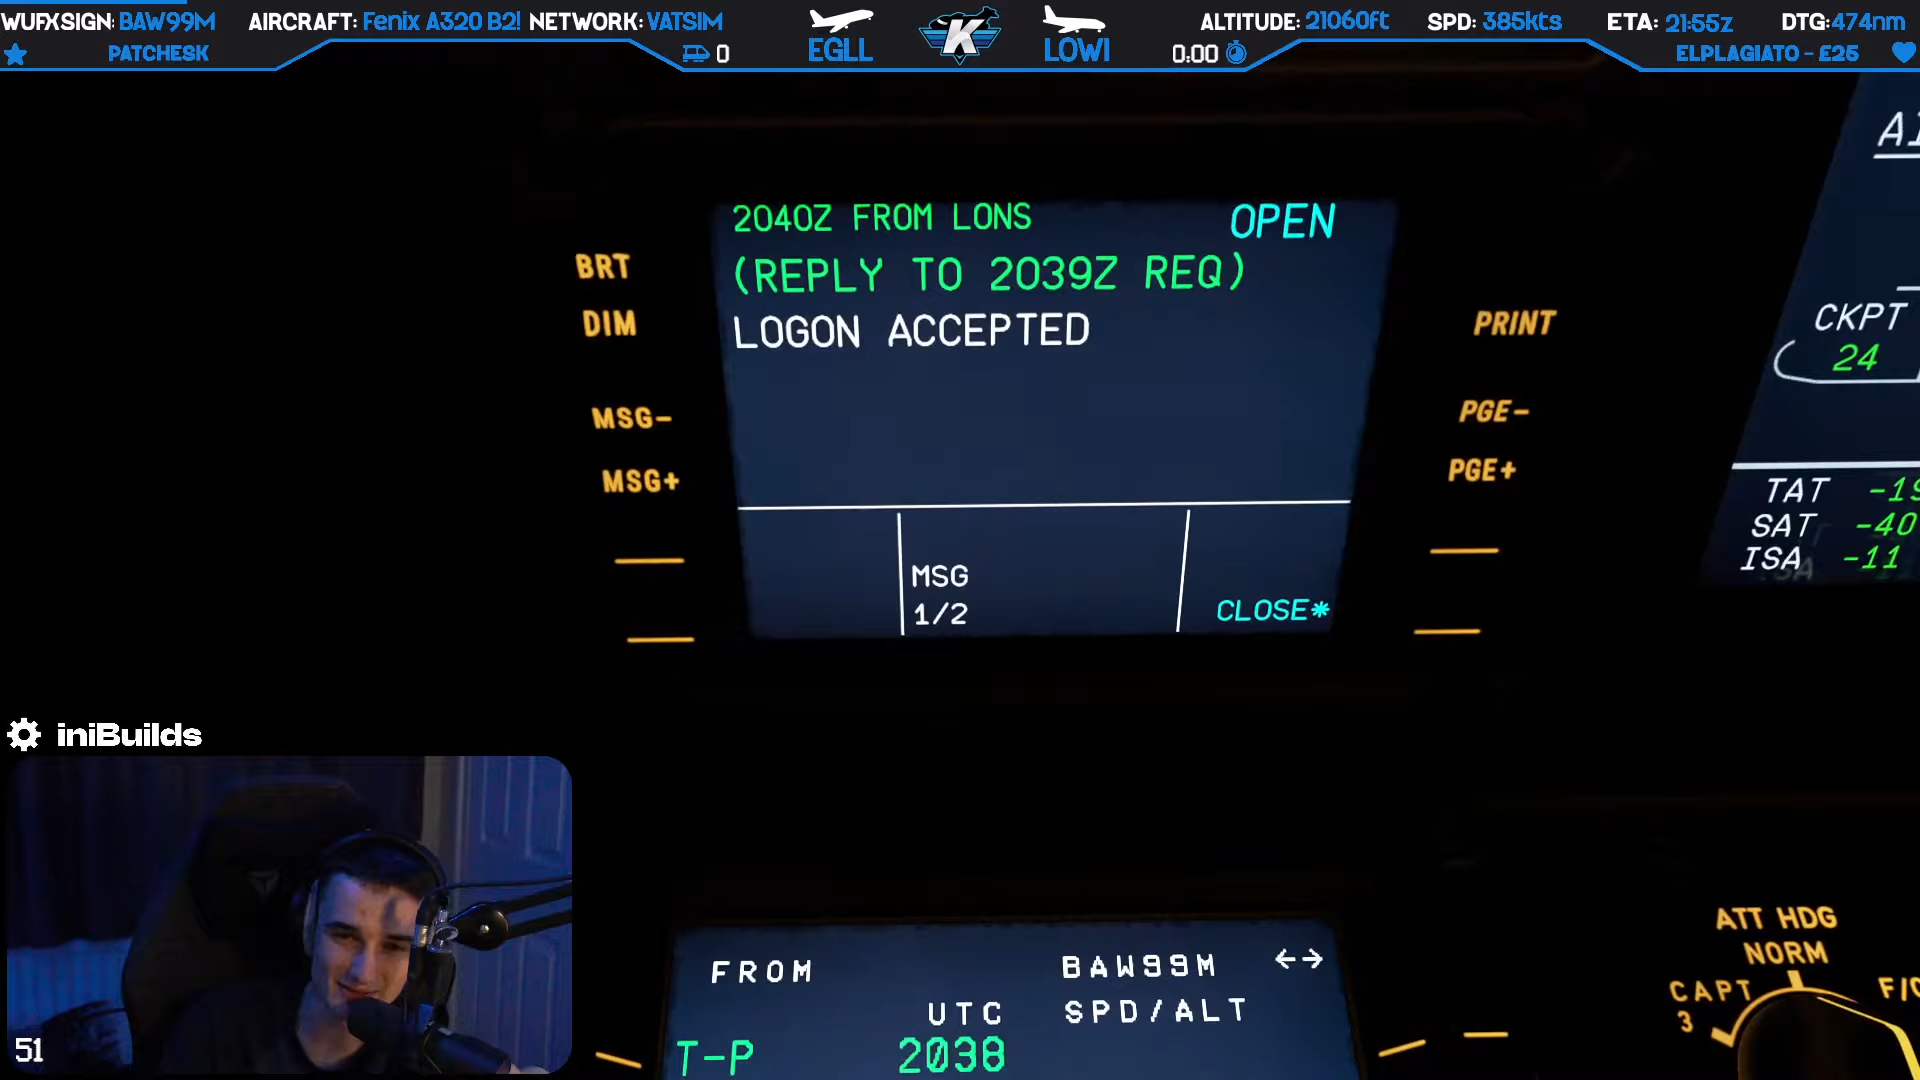 WUFXSIGN: BAW99M AIRCRAFT: Fenix A320 B2! NETWORK: VATSIM ALTITUDE: 21060ft SPD: 385kts ETA: 21:55z DTG: 474nm
PATCHESK 0 EGLL K LOWI 0:00 ELPLAGIATO - £25
2040Z FROM LONS OPEN
(REPLY TO 2039Z REQ)
LOGON ACCEPTED
BRT
DIM
MSG-
MSG+
PRINT
PGE-
PGE+
MSG
1/2
CLOSE*
CKPT
24
TAT -19
SAT -40
ISA -11
iniBuilds
51
FROM BAW99M ←→
UTC SPD/ALT
T-P 2038
ATT HDG
NORM
CAPT
3